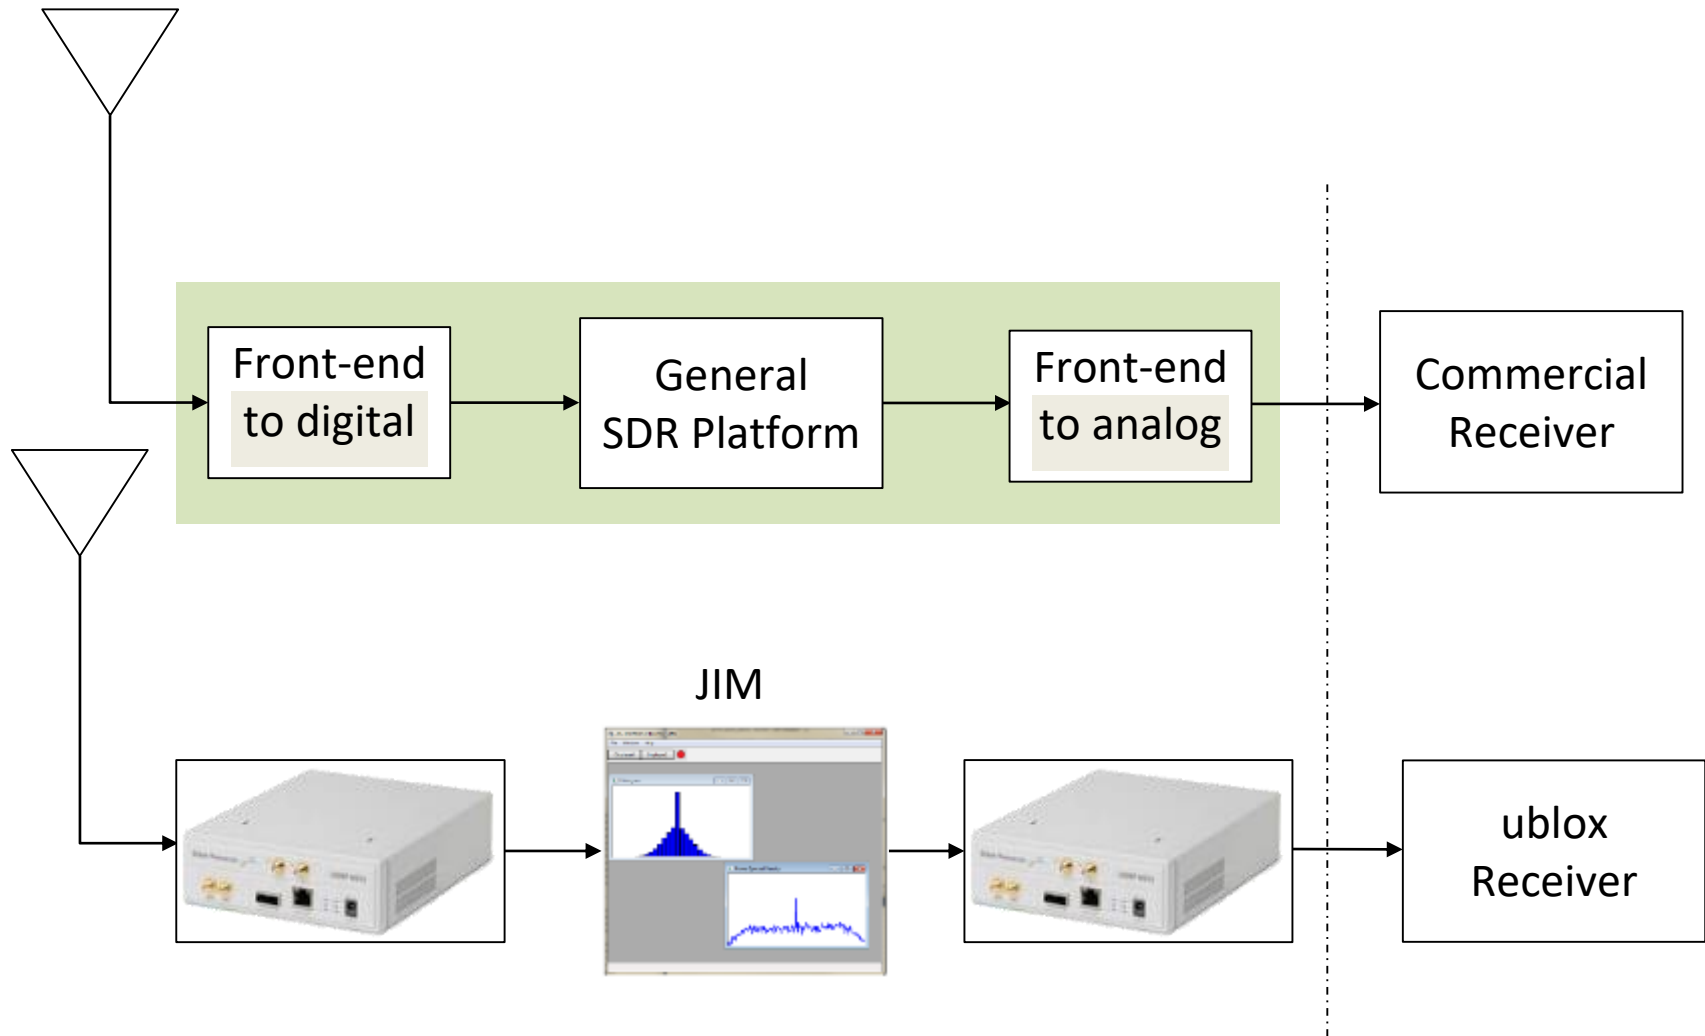 Front-end
to digital
General
SDR Platform
Front-end
to analog
Commercial
Receiver
JIM
ublox
Receiver